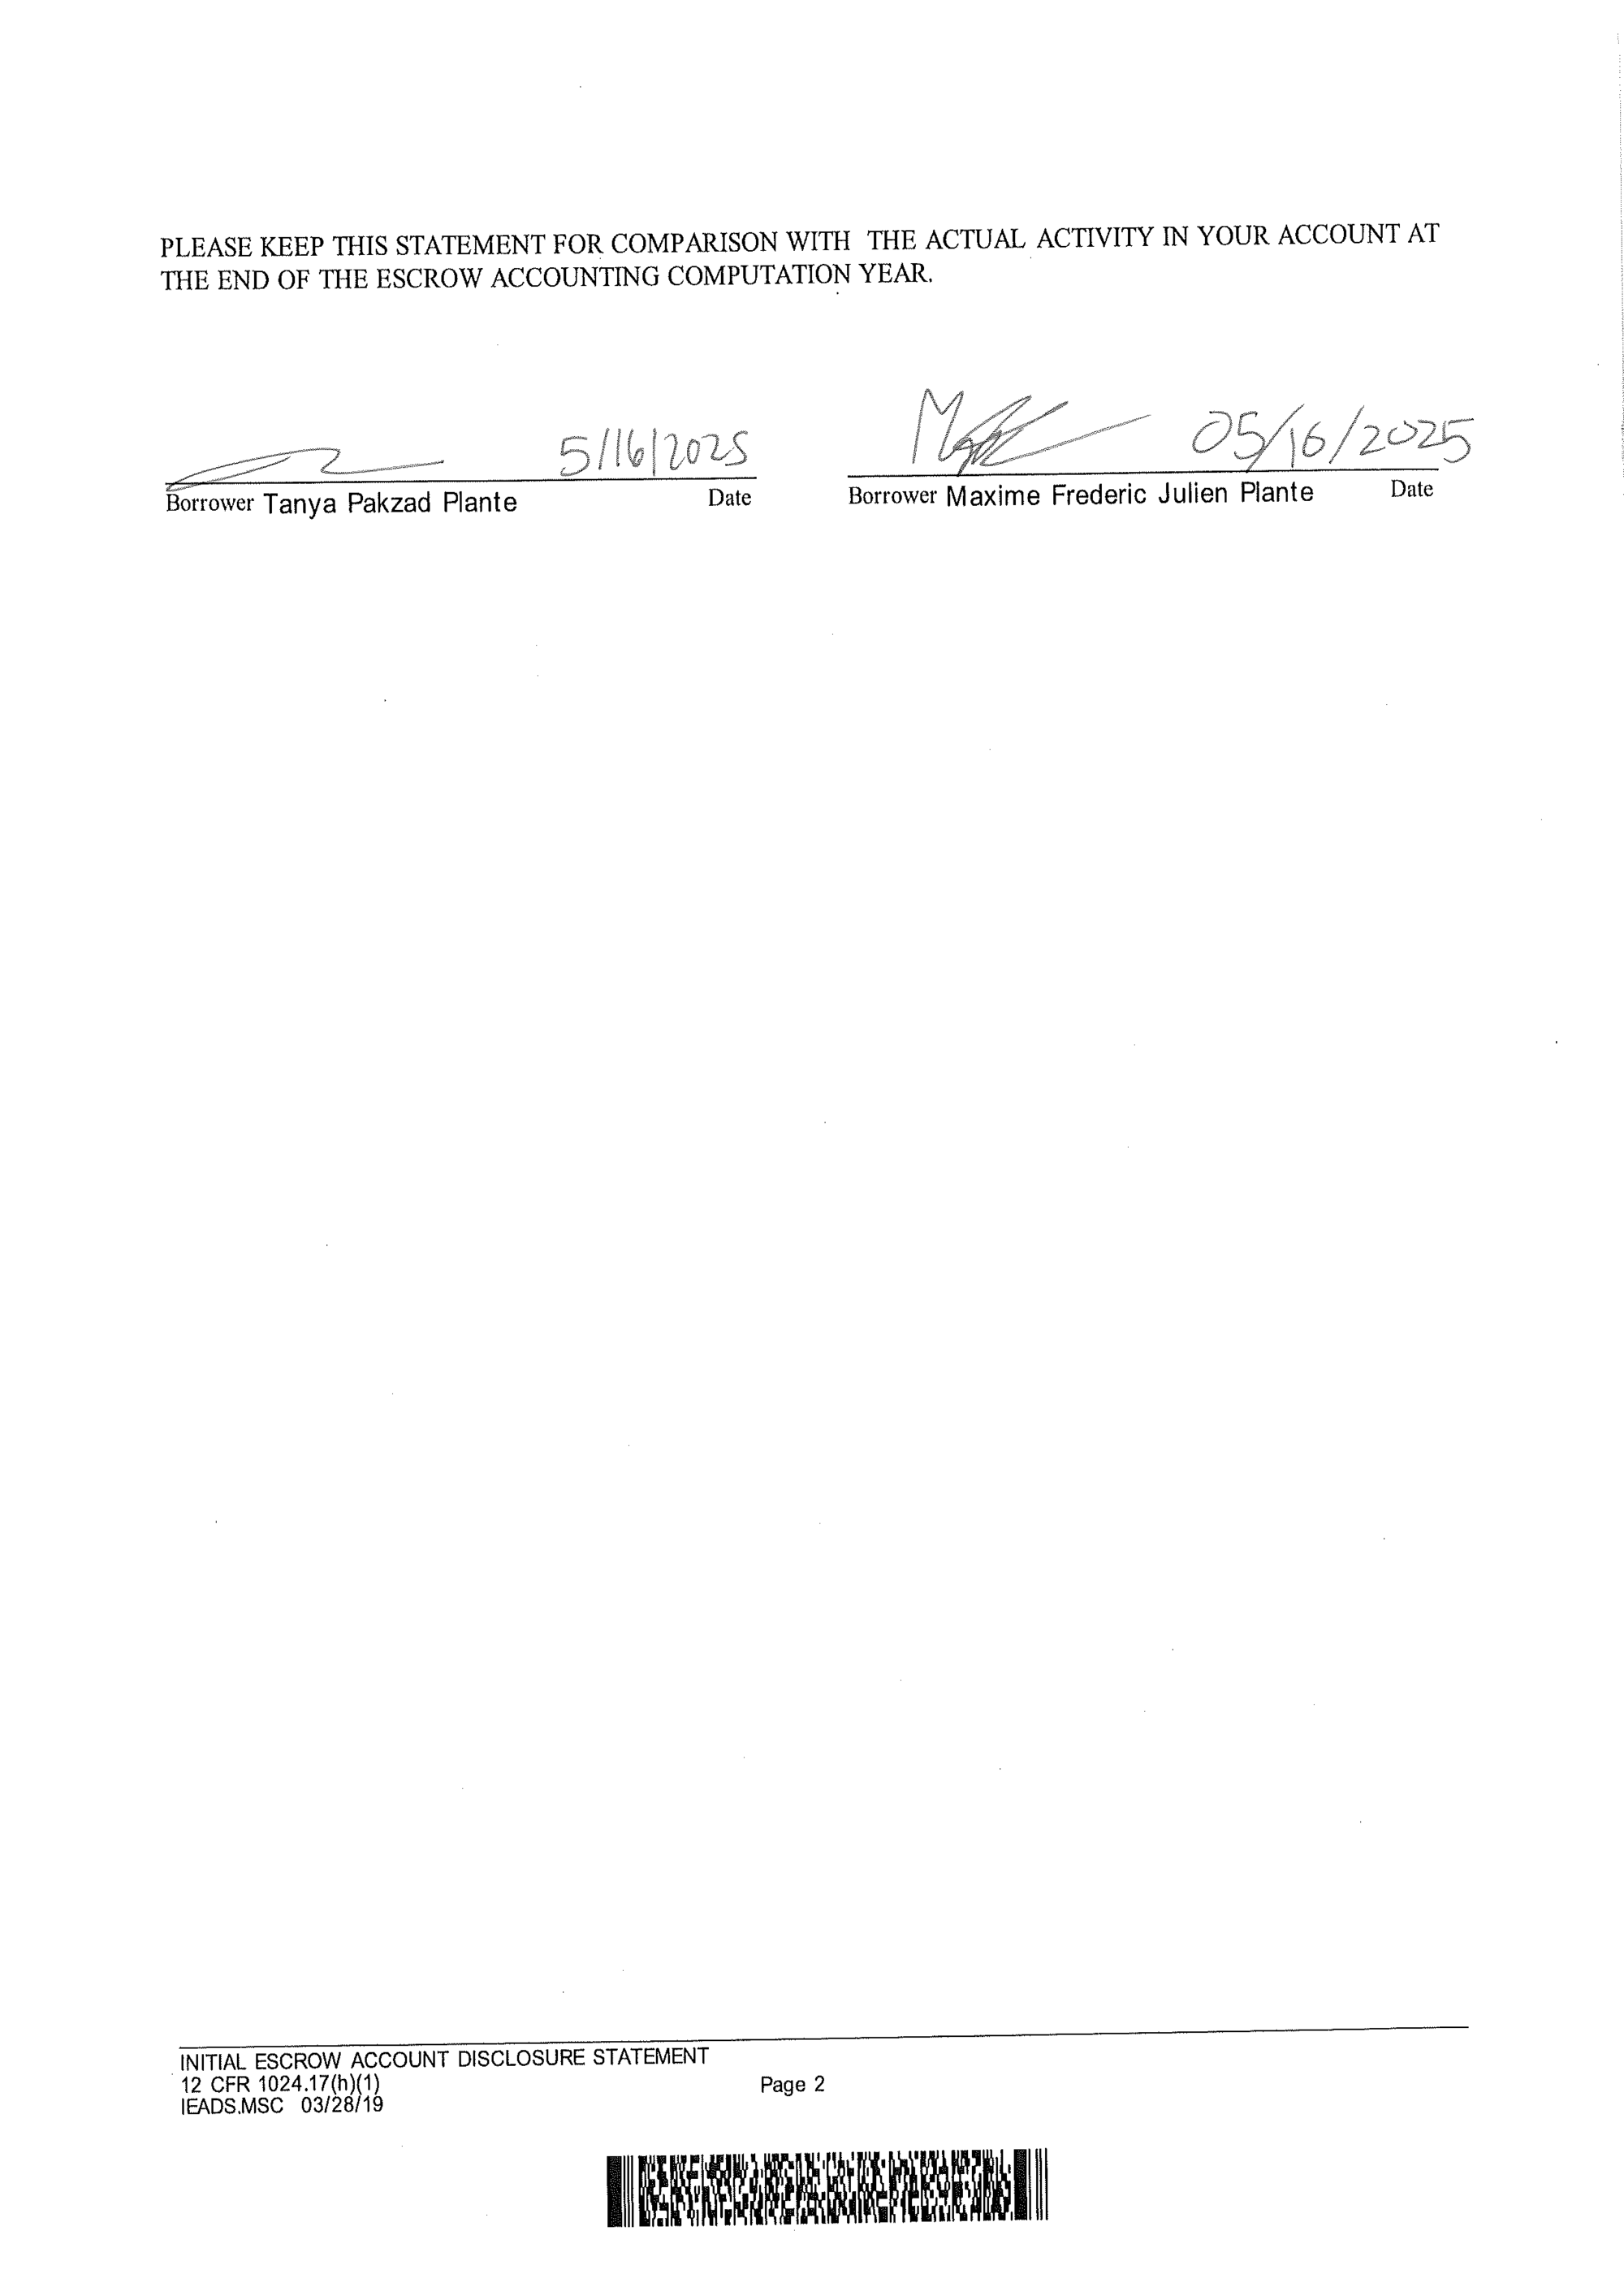 PLEASE KEEP THIS STATEMENT FOR COMPARISON WITH THE ACTUAL ACTIVITY IN YOUR ACCOUNT AT
THE END OF THE ESCROW ACCOUNTING COMPUTATION YEAR.
5/16/2025
05/16/2025
Borrower Tanya Pakzad Plante Date
Borrower Maxime Frederic Julien Plante Date
INITIAL ESCROW ACCOUNT DISCLOSURE STATEMENT
12 CFR 1024.17(h)(1)
Page 2
IEADS.MSC 03/28/19